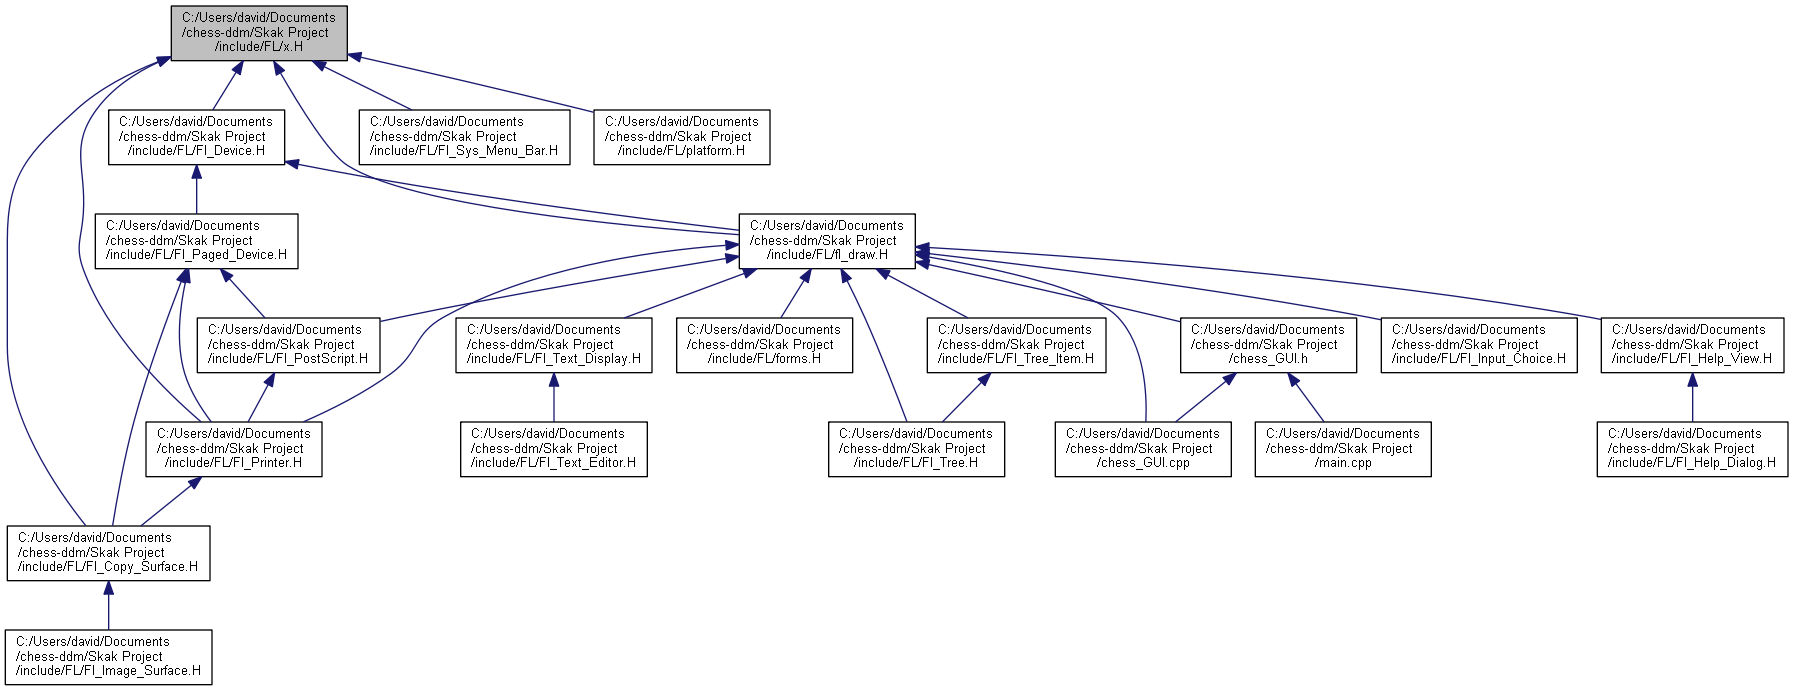 C:/Users/david/Documents
/chess-ddm/Skak Project
/include/FL/x.H
C:/Users/david/Documents
/chess-ddm/Skak Project
/include/FL/Fl_Device.H
C:/Users/david/Documents
/chess-ddm/Skak Project
/include/FL/Fl_Sys_Menu_Bar.H
C:/Users/david/Documents
/chess-ddm/Skak Project
/include/FL/platform.H
C:/Users/david/Documents
/chess-ddm/Skak Project
/include/FL/Fl_Paged_Device.H
C:/Users/david/Documents
/chess-ddm/Skak Project
/include/FL/fl_draw.H
C:/Users/david/Documents
/chess-ddm/Skak Project
/include/FL/Fl_PostScript.H
C:/Users/david/Documents
/chess-ddm/Skak Project
/include/FL/Fl_Text_Display.H
C:/Users/david/Documents
/chess-ddm/Skak Project
/include/FL/forms.H
C:/Users/david/Documents
/chess-ddm/Skak Project
/include/FL/Fl_Tree_Item.H
C:/Users/david/Documents
/chess-ddm/Skak Project
/chess_GUI.h
C:/Users/david/Documents
/chess-ddm/Skak Project
/include/FL/Fl_Input_Choice.H
C:/Users/david/Documents
/chess-ddm/Skak Project
/include/FL/Fl_Help_View.H
C:/Users/david/Documents
/chess-ddm/Skak Project
/include/FL/Fl_Printer.H
C:/Users/david/Documents
/chess-ddm/Skak Project
/include/FL/Fl_Text_Editor.H
C:/Users/david/Documents
/chess-ddm/Skak Project
/include/FL/Fl_Tree.H
C:/Users/david/Documents
/chess-ddm/Skak Project
/chess_GUI.cpp
C:/Users/david/Documents
/chess-ddm/Skak Project
/main.cpp
C:/Users/david/Documents
/chess-ddm/Skak Project
/include/FL/Fl_Help_Dialog.H
C:/Users/david/Documents
/chess-ddm/Skak Project
/include/FL/Fl_Copy_Surface.H
C:/Users/david/Documents
/chess-ddm/Skak Project
/include/FL/Fl_Image_Surface.H